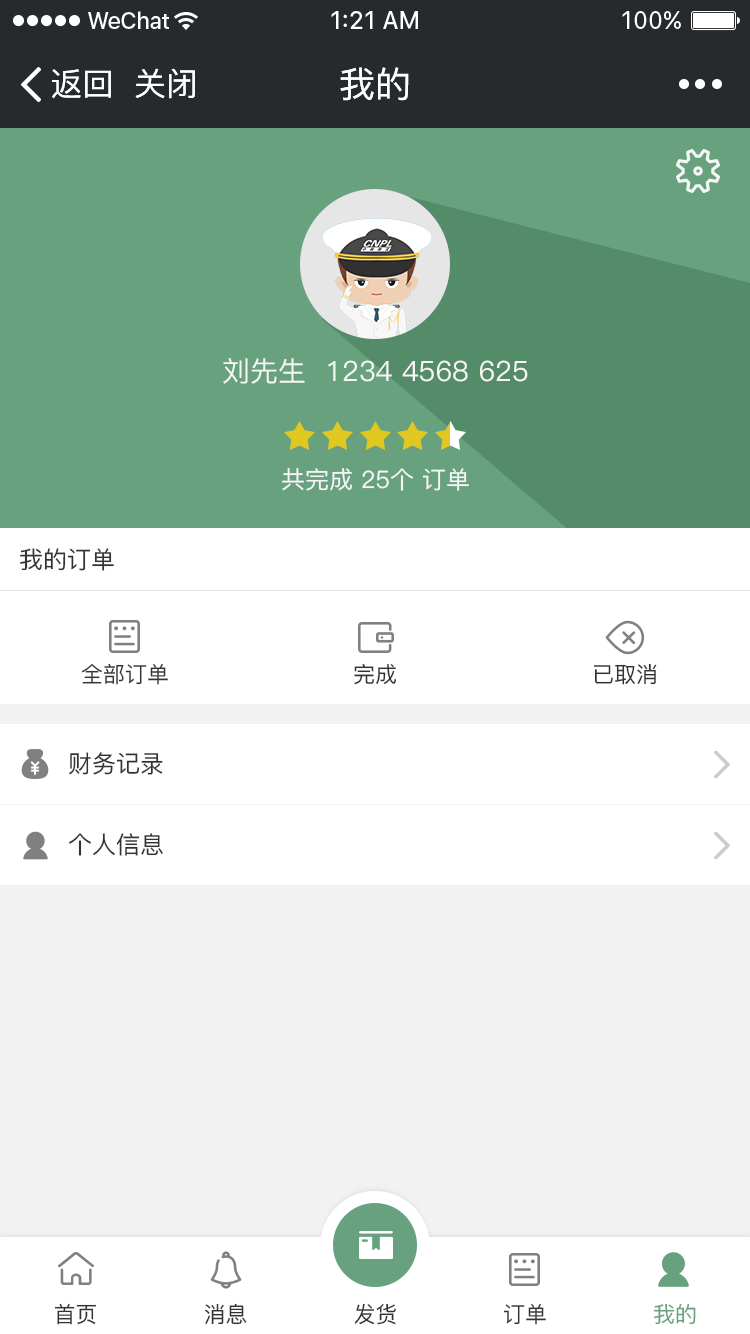 WeChat 1:21 AM 100%
返回 关闭 我的
CNPL
刘先生 1234 4568 625
共完成 25个 订单
我的订单
全部订单 完成 已取消
财务记录
个人信息
首页 消息 发货 订单 我的